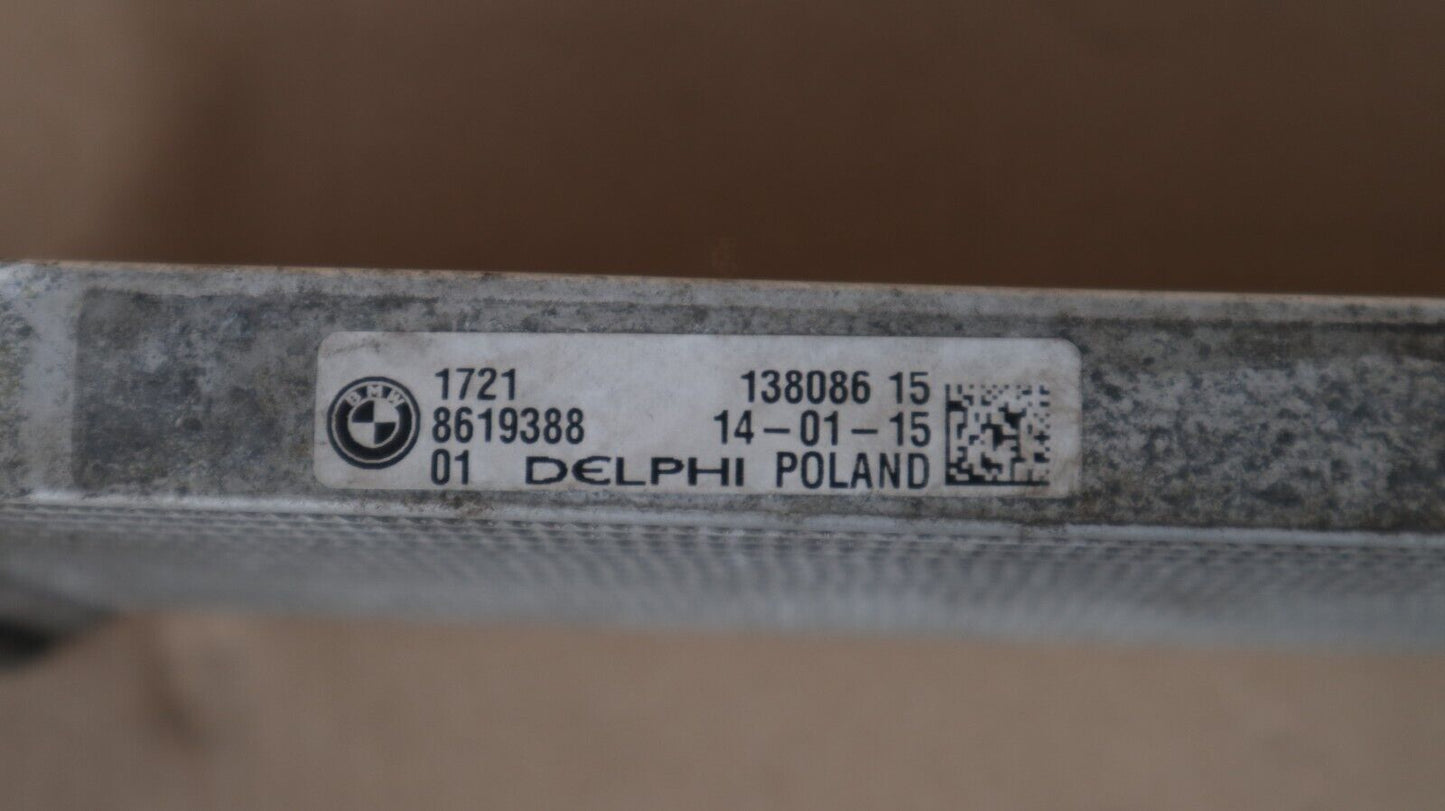 BMW
1721 138086 15
8619388 14-01-15
01 DELPHI POLAND